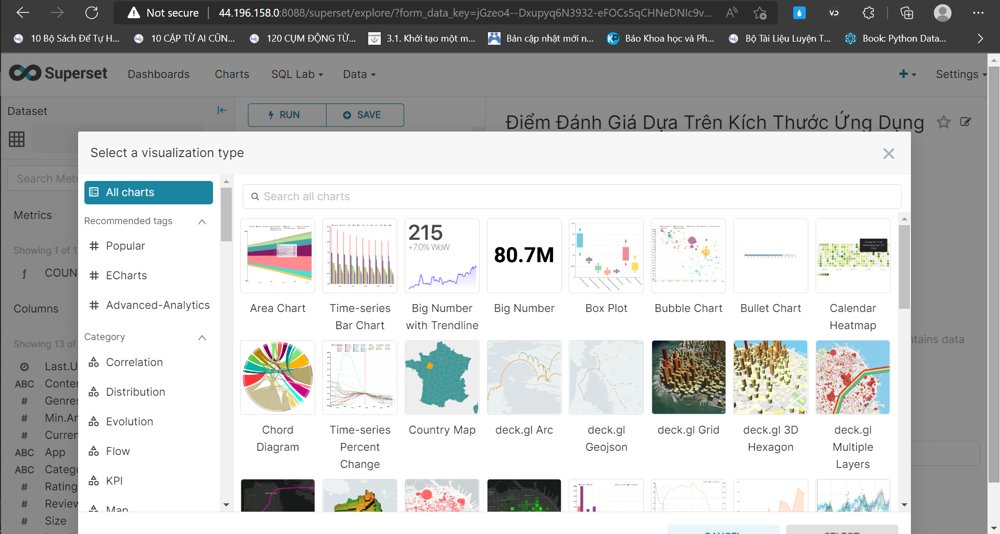 Not secure
44.196.158.0:8088/superset/explore/?form_data_key=jGzeo4--Dxupyq6N3932-eFOCs5qCHNeDNIc9v...
10 Bộ Sách Để Tự H...
10 CẶP TỪ AI CŨN...
120 CỤM ĐỘNG TỪ...
3.1. Khởi tạo một m...
Bản cập nhật mới n...
Báo Khoa học và Ph...
Bộ Tài Liệu Luyện T...
Book: Python Data...
Superset
Dashboards
Charts
SQL Lab
Data
Settings
Dataset
RUN
SAVE
Điểm Đánh Giá Dựa Trên Kích Thước Ứng Dụng
Search Metr
Metrics
Showing 1 of 1
f
COUN
Columns
Showing 13 of
Last.U
ABC Conter
# Genres
# Min.An
# Curren
ABC App
ABC Catego
# Rating
# Review
# Size
Select a visualization type
All charts
Recommended tags
# Popular
# ECharts
# Advanced-Analytics
Category
Correlation
Distribution
Evolution
Flow
KPI
Map
Search all charts
215
+7.0% WoW
80.7M
Area Chart
Time-series
Bar Chart
Big Number
with Trendline
Big Number
Box Plot
Bubble Chart
Bullet Chart
Calendar
Heatmap
Chord
Diagram
Time-series
Percent
Change
Country Map
deck.gl Arc
deck.gl
Geojson
deck.gl Grid
deck.gl 3D
Hexagon
deck.gl
Multiple
Layers
ntains data
CANCEL
SELECT